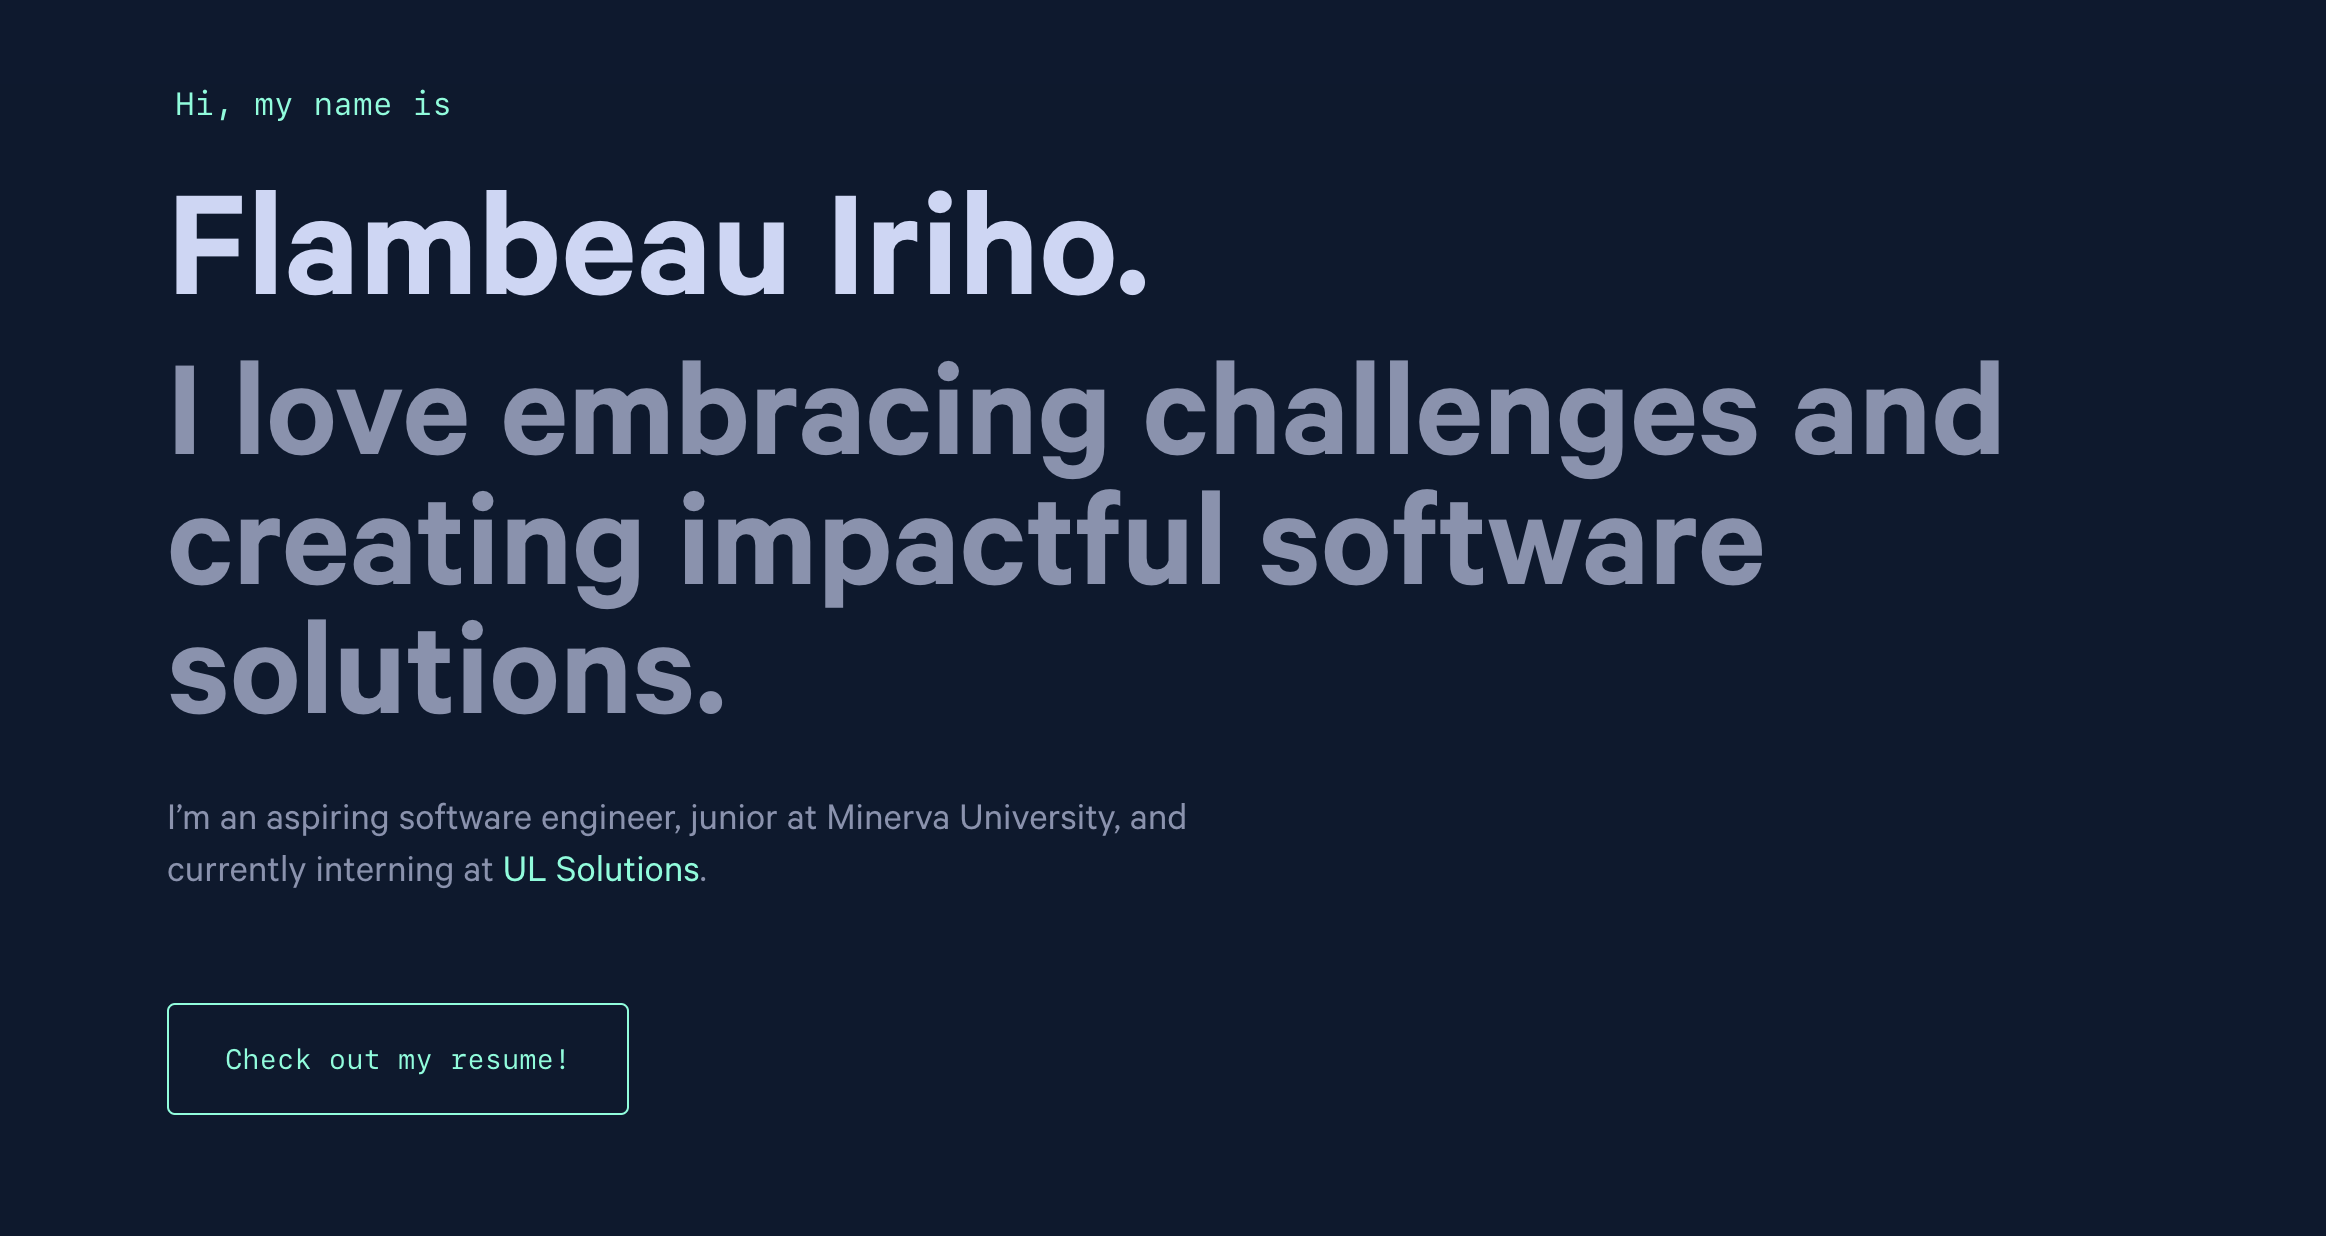 Hi, my name is
Flambeau Iriho.
I love embracing challenges and
creating impactful software
solutions.
I’m an aspiring software engineer, junior at Minerva University, and
currently interning at UL Solutions.
Check out my resume!